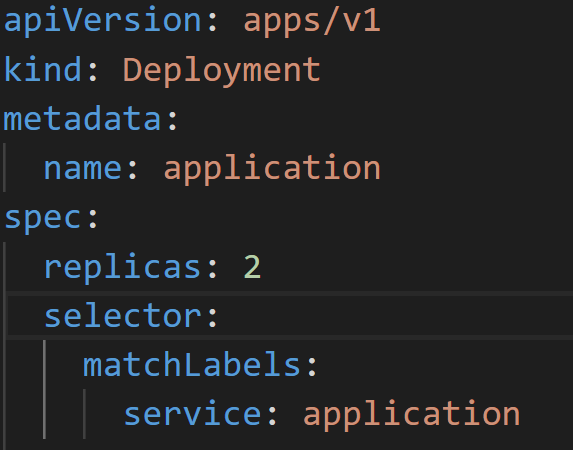 apiVersion: apps/v1
kind: Deployment
metadata:
  name: application
spec:
  replicas: 2
  selector:
    matchLabels:
      service: application